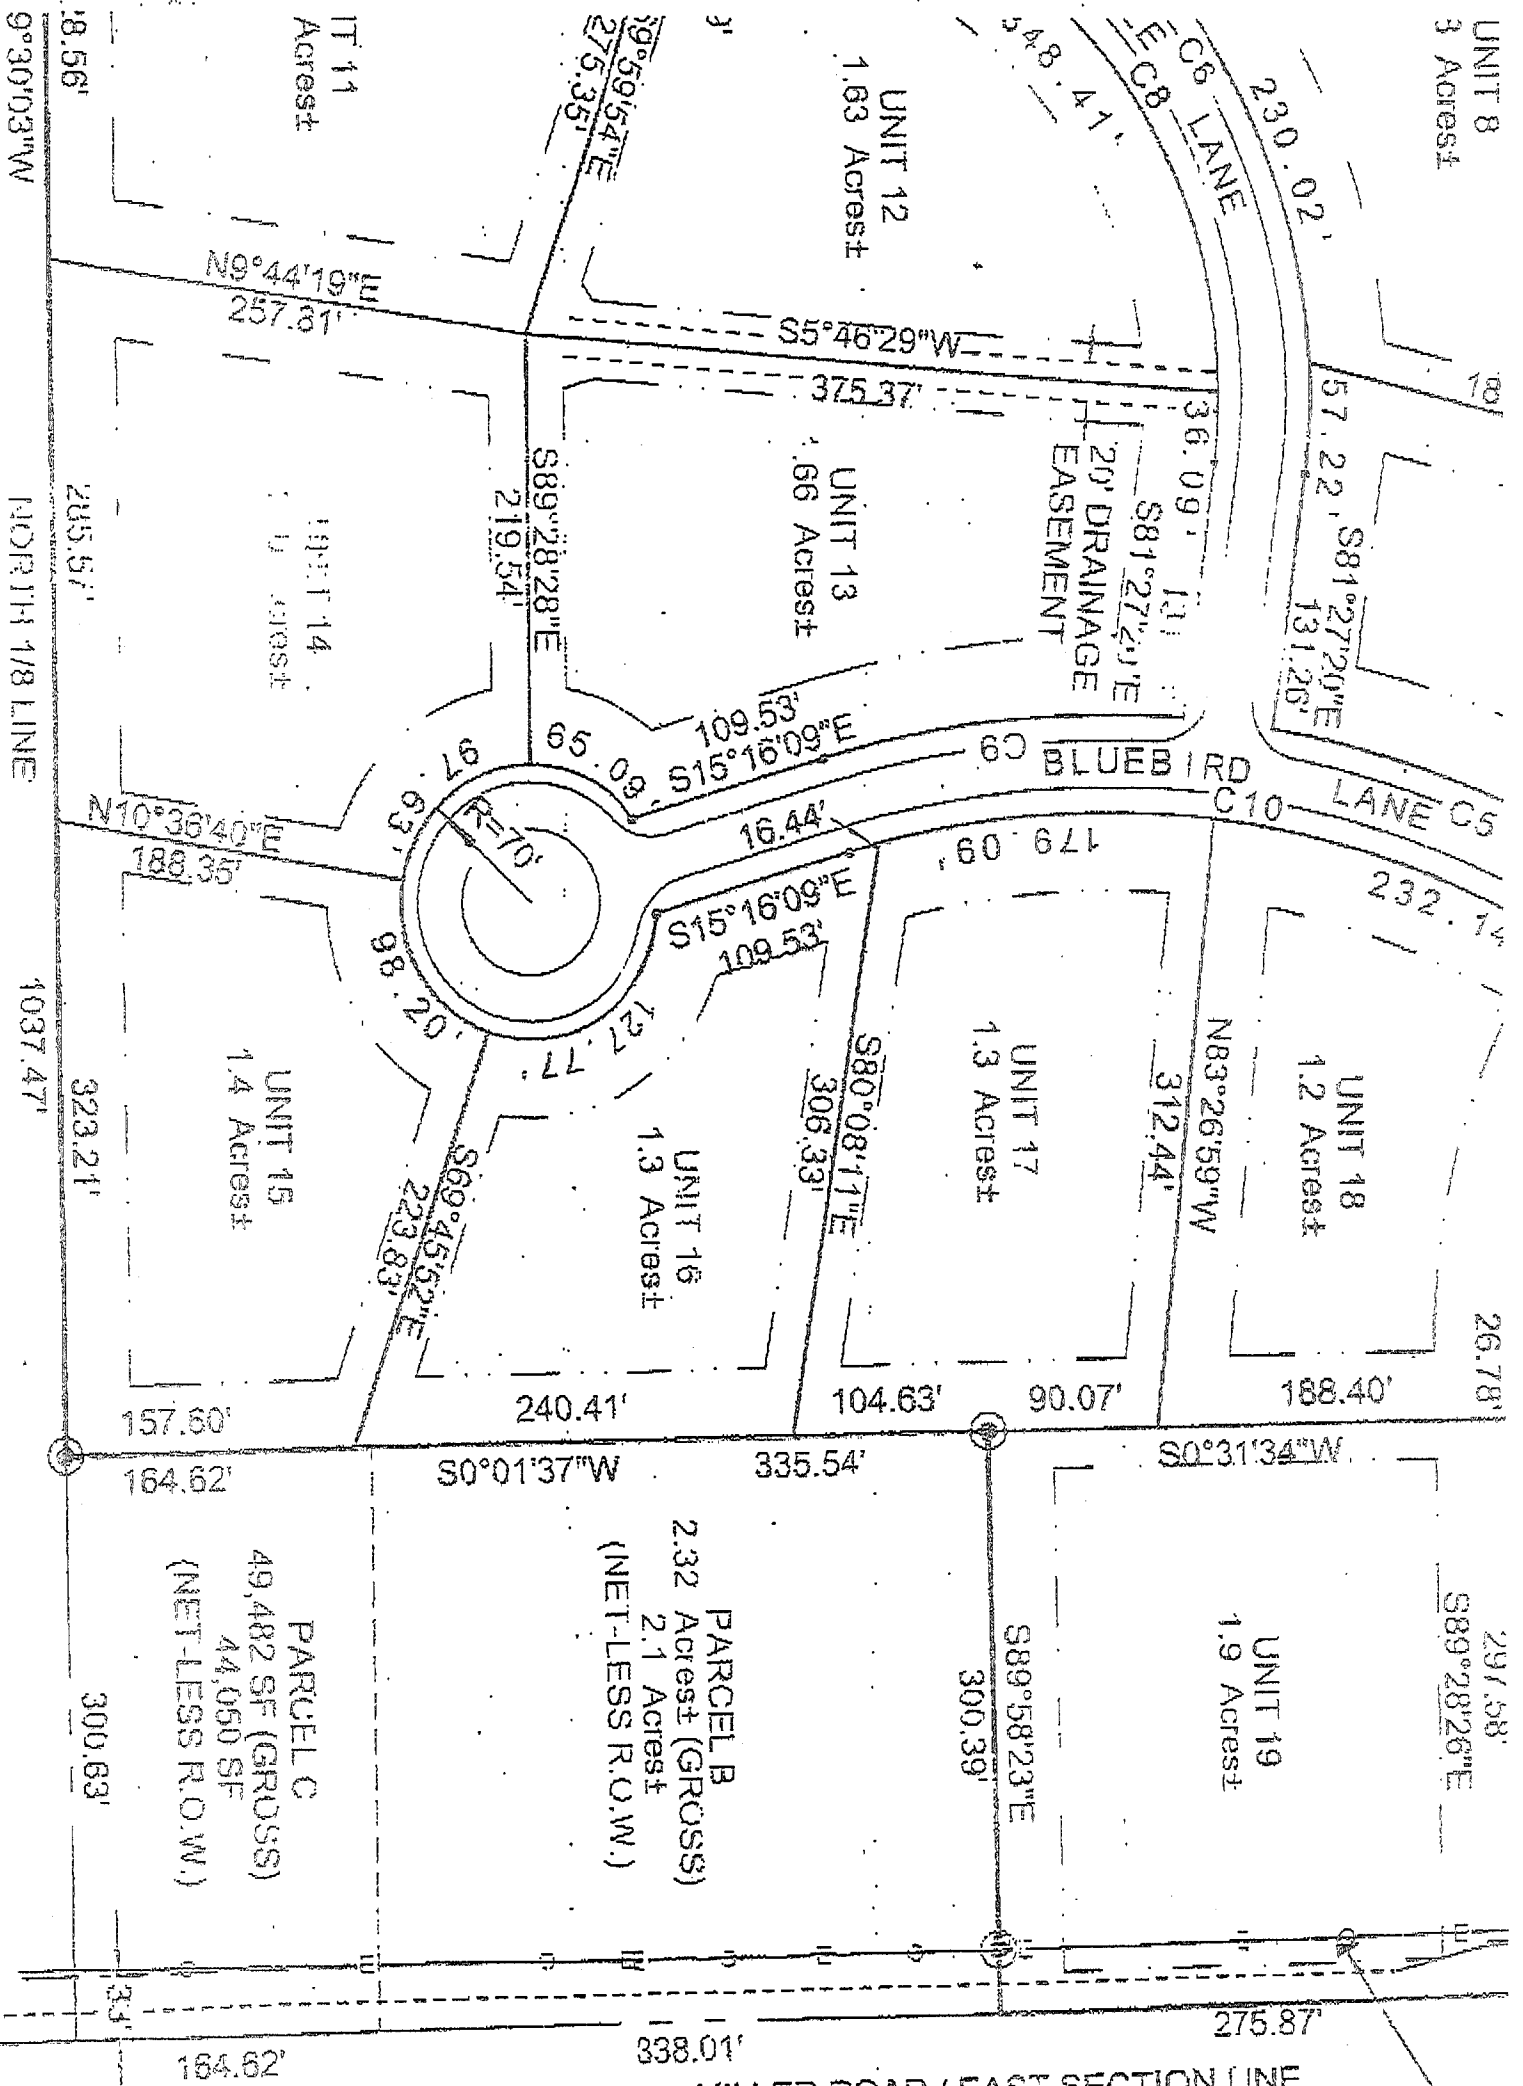 UNIT 8
3 Acres±
230.02'
C6 LANE
E C8
548.41'
UNIT 12
1.63 Acres±
59°59'54"E
275.35'
IT 11
Acres±
9°30'03"W
N9°44'19"E
257.81'
S5°46'29"W
375.37'
18
57.22'
S81°27'20"E
131.26'
36.09'
S81°27'20"E
20' DRAINAGE
EASEMENT
UNIT 13
.66 Acres±
S89°28'28"E
219.54'
14
265.57'
NORTH 1/8 LINE
1037.47'
N10°36'40"E
188.35'
97.63'
65.09'
R=70'
98.20'
127.77'
109.53'
S15°16'09"E
16.44'
S15°16'09"E
109.53'
C9
BLUEBIRD
LANE C5
C10
179.09'
232.14
UNIT 18
1.2 Acres±
N83°26'59"W
312.44'
UNIT 17
1.3 Acres±
S80°08'11"E
306.33'
UNIT 16
1.3 Acres±
S69°45'52"E
223.83'
UNIT 15
1.4 Acres±
323.21'
26.78'
188.40'
90.07'
104.63'
240.41'
157.60'
S0°31'34"W
335.54'
S0°01'37"W
164.62'
297.58'
S89°28'26"E
UNIT 19
1.9 Acres±
S89°58'23"E
300.39'
PARCEL B
2.32 Acres± (GROSS)
2.1 Acres±
(NET-LESS R.O.W.)
PARCEL C
49,482 SF (GROSS)
44,050 SF
(NET-LESS R.O.W.)
300.63'
33'
275.87'
338.01'
164.62'
ROAD / EAST SECTION LINE